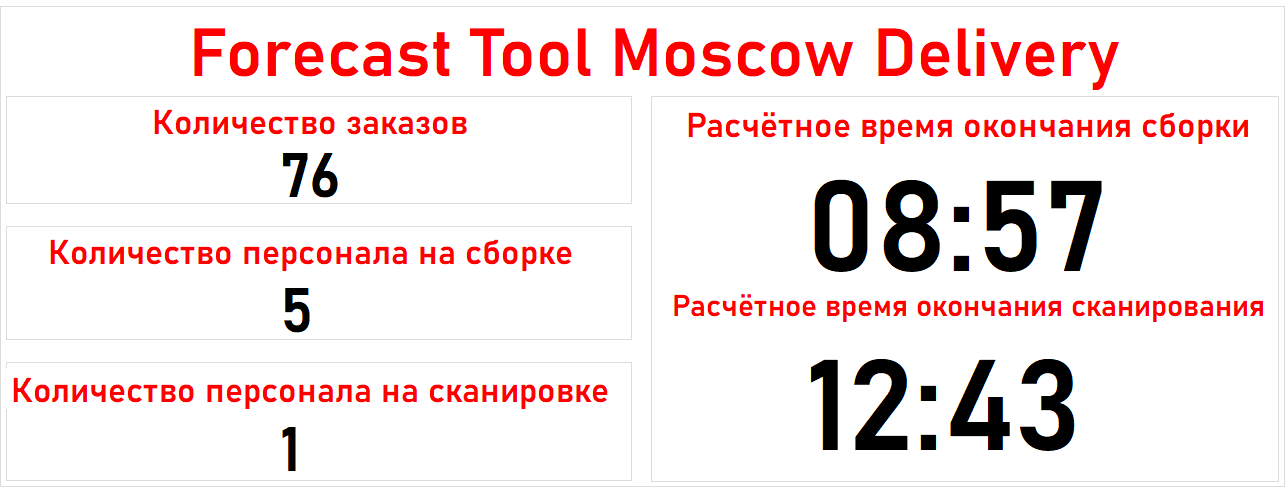 Forecast Tool Moscow Delivery
Количество заказов
76
Количество персонала на сборке
5
Количество персонала на сканировке
1
Расчётное время окончания сборки
08:57
Расчётное время окончания сканирования
12:43